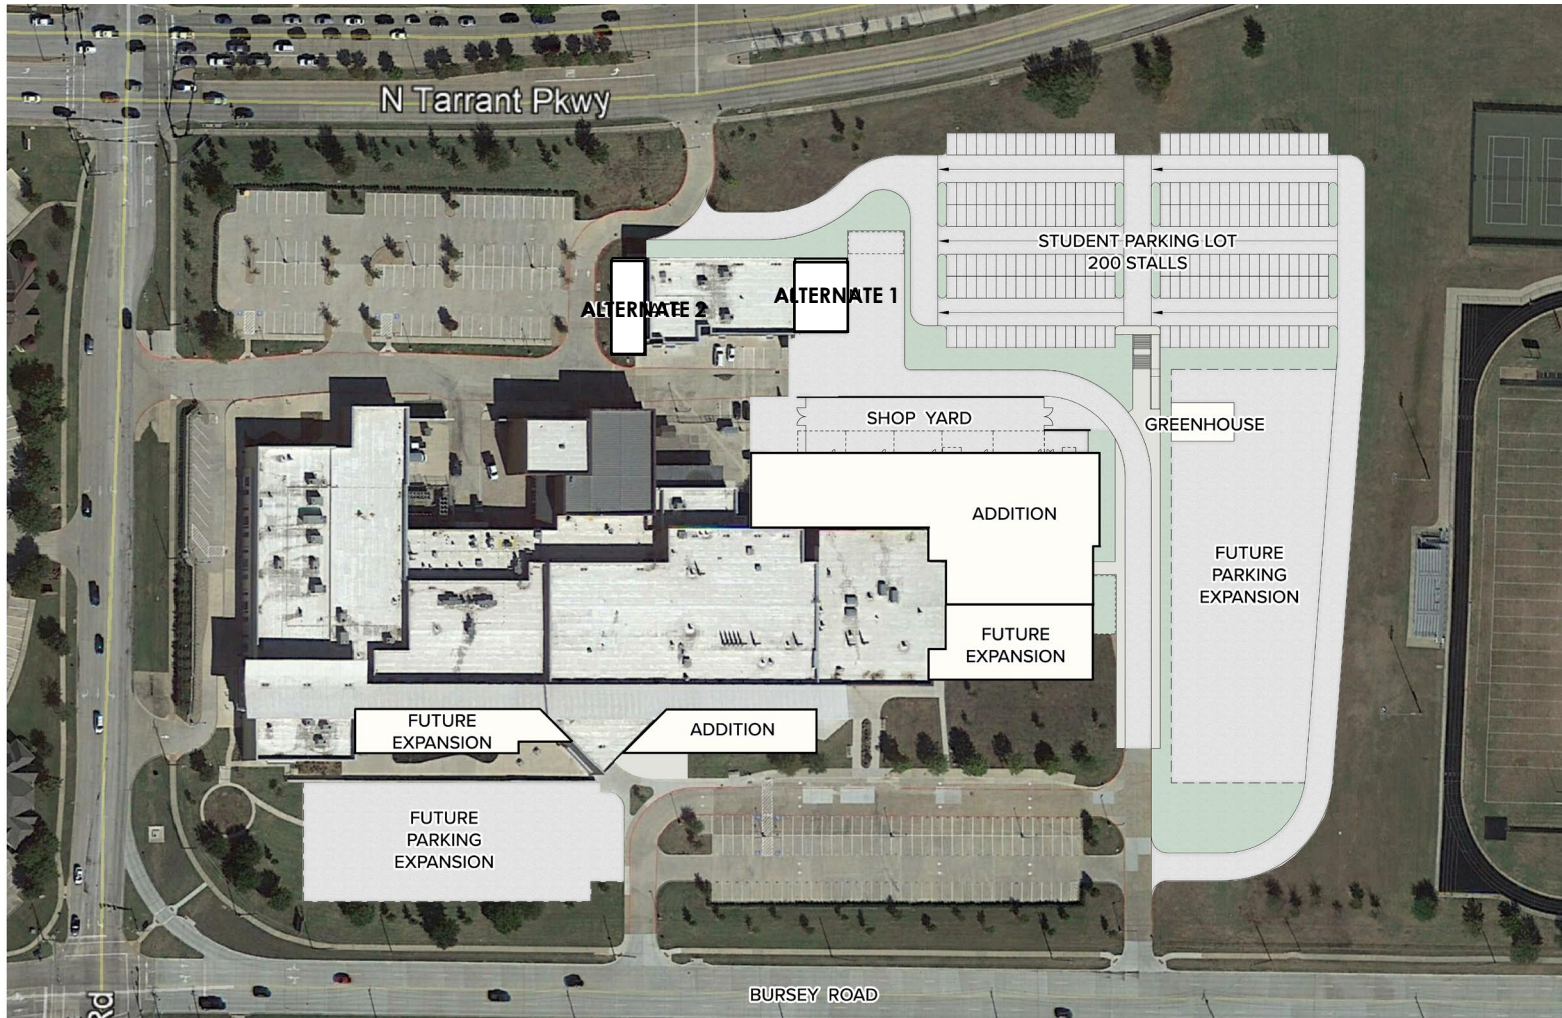 N Tarrant Pkwy
STUDENT PARKING LOT
200 STALLS
ALTERNATE 2
ALTERNATE 1
SHOP YARD
GREENHOUSE
ADDITION
FUTURE
PARKING
EXPANSION
FUTURE
EXPANSION
FUTURE
EXPANSION
ADDITION
FUTURE
PARKING
EXPANSION
BURSEY ROAD
Rd